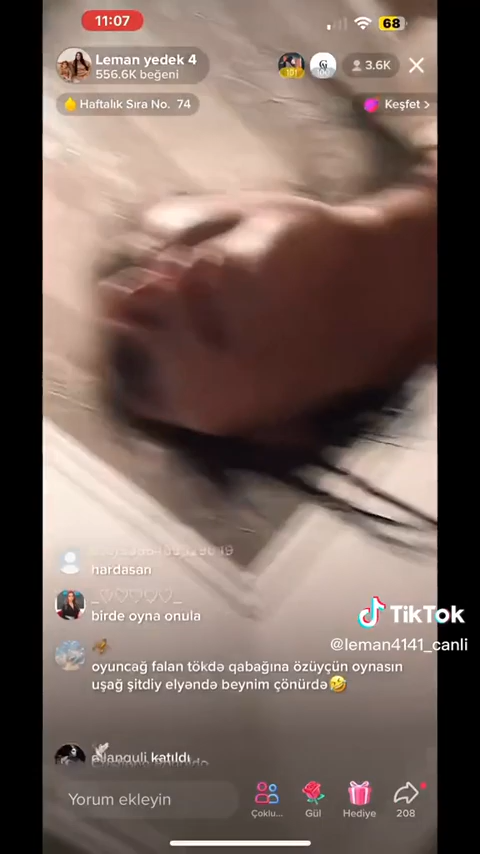 11:07
68
Leman yedek 4
556.6K beğeni
101
3.6K
Haftalık Sıra No. 74
Keşfet >
hardasan
_♡♡♡♡♡_
birde oyna onula
TikTok
@leman4141_canli
oyuncağ falan tökdə qabağına özüyçün oynasın
uşağ şitdiy elyəndə beynim çönürdə🤣
katıldı
Yorum ekleyin
Çoklu...
Gül
Hediye
208